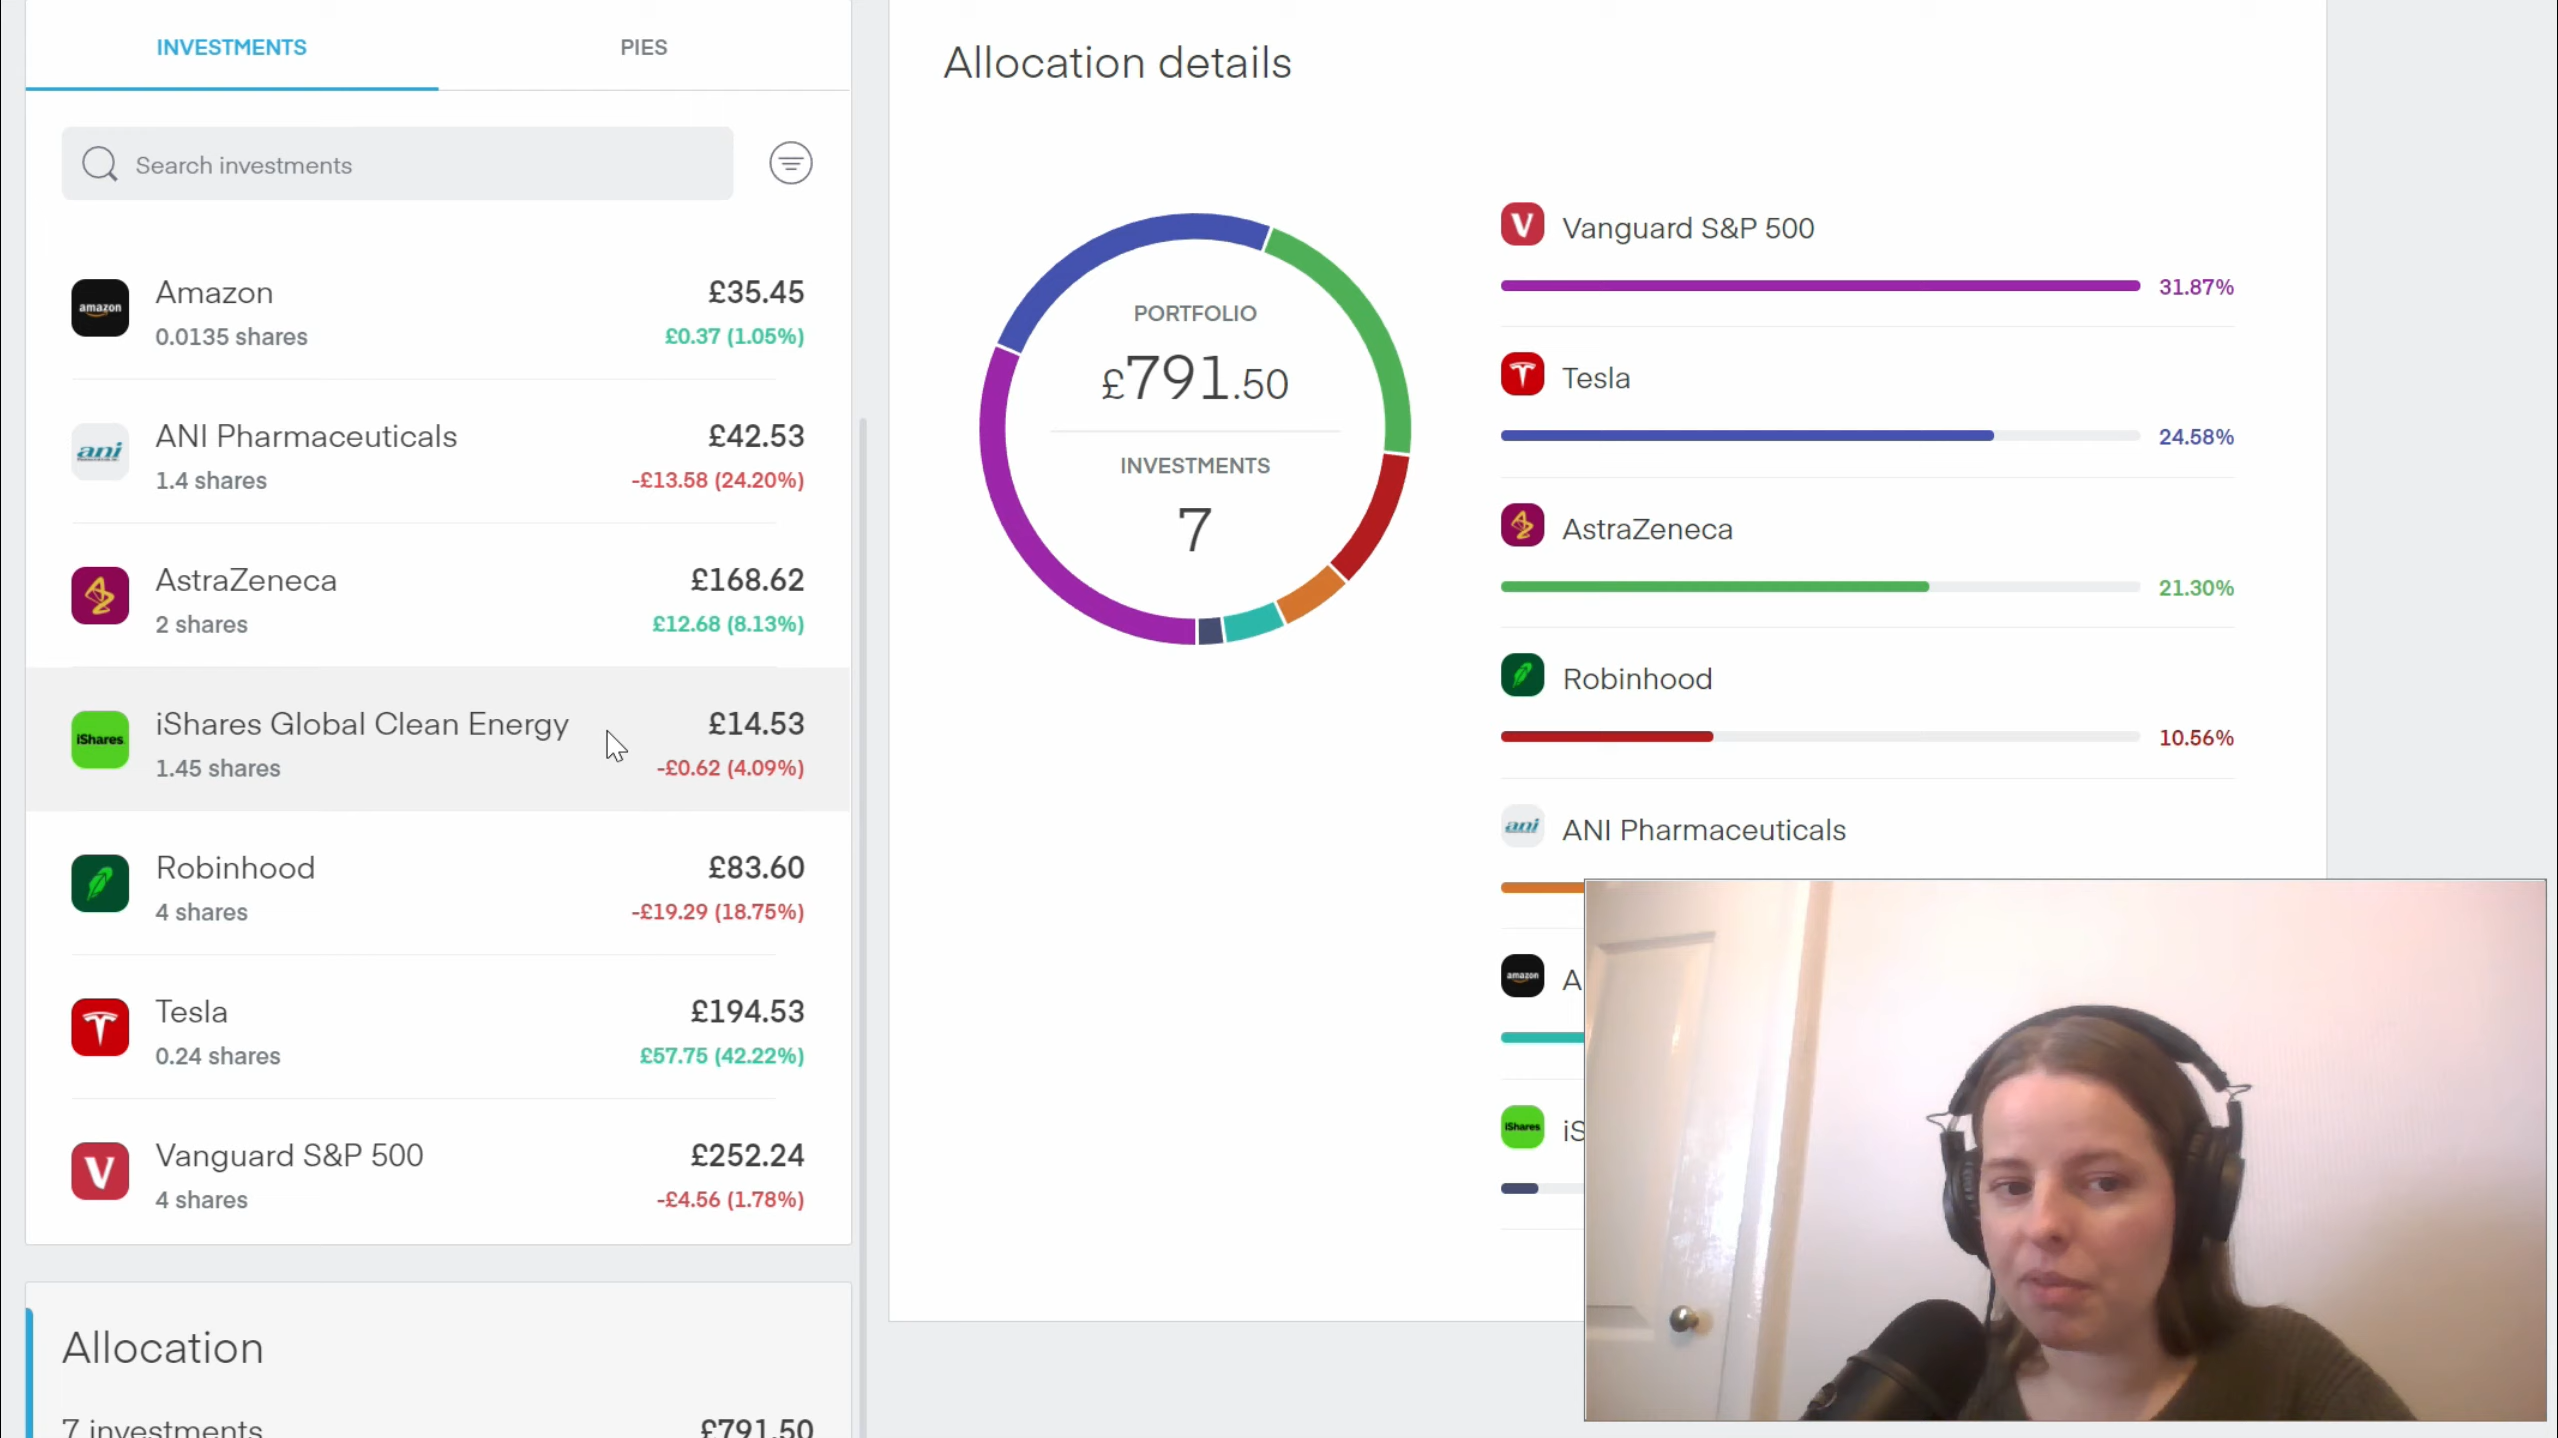 INVESTMENTS
PIES
Search investments
amazon
Amazon
£35.45
0.0135 shares
£0.37 (1.05%)
ani
ANI Pharmaceuticals
£42.53
1.4 shares
-£13.58 (24.20%)
AstraZeneca
£168.62
2 shares
£12.68 (8.13%)
iShares
iShares Global Clean Energy
£14.53
1.45 shares
-£0.62 (4.09%)
Robinhood
£83.60
4 shares
-£19.29 (18.75%)
Tesla
£194.53
0.24 shares
£57.75 (42.22%)
V
Vanguard S&P 500
£252.24
4 shares
-£4.56 (1.78%)
Allocation
7 investments
£791.50
Allocation details
PORTFOLIO
£791.50
INVESTMENTS
7
V
Vanguard S&P 500
31.87%
Tesla
24.58%
AstraZeneca
21.30%
Robinhood
10.56%
ani
ANI Pharmaceuticals
amazon
A
iShares
iS